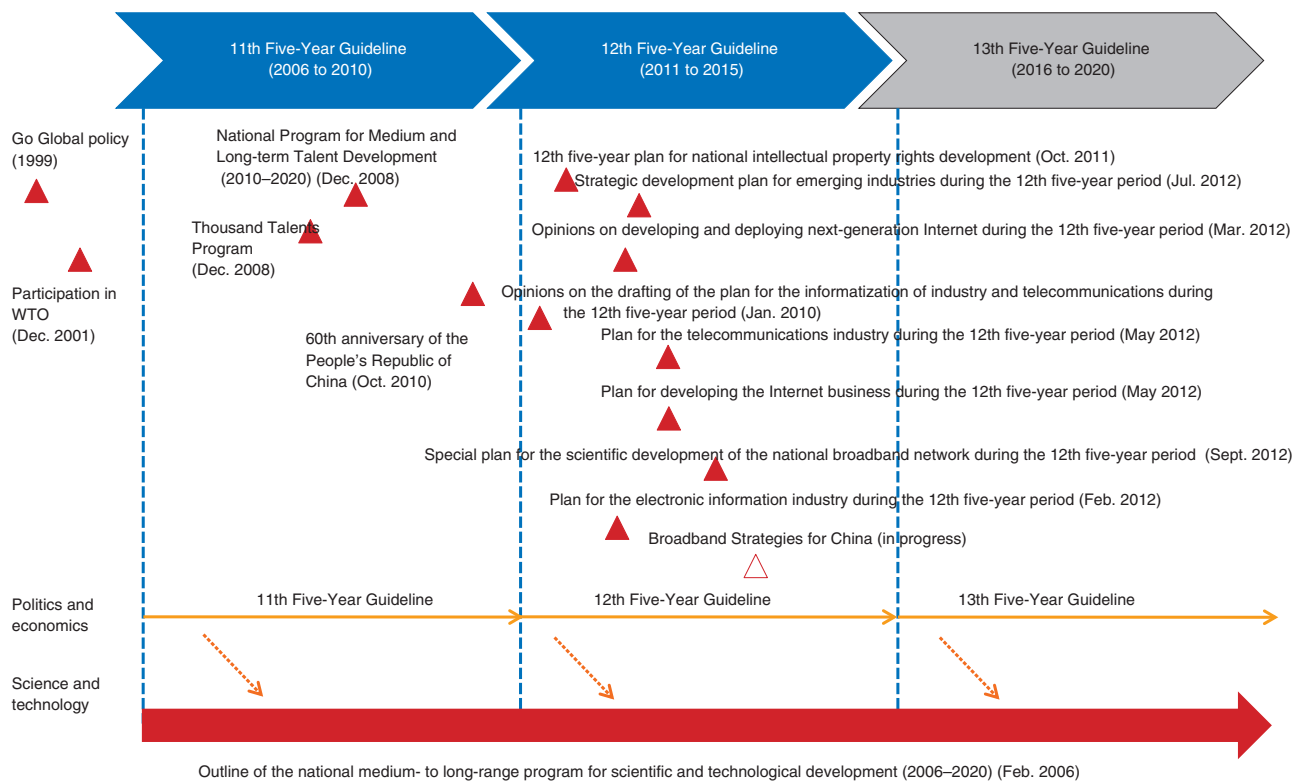 11th Five-Year Guideline
(2006 to 2010)
12th Five-Year Guideline
(2011 to 2015)
13th Five-Year Guideline
(2016 to 2020)
Go Global policy
(1999)
Participation in
WTO
(Dec. 2001)
National Program for Medium and
Long-term Talent Development
(2010–2020) (Dec. 2008)
Thousand Talents
Program
(Dec. 2008)
60th anniversary of the
People's Republic of
China (Oct. 2010)
12th five-year plan for national intellectual property rights development (Oct. 2011)
Strategic development plan for emerging industries during the 12th five-year period (Jul. 2012)
Opinions on developing and deploying next-generation Internet during the 12th five-year period (Mar. 2012)
Opinions on the drafting of the plan for the informatization of industry and telecommunications during
the 12th five-year period (Jan. 2010)
Plan for the telecommunications industry during the 12th five-year period (May 2012)
Plan for developing the Internet business during the 12th five-year period (May 2012)
Special plan for the scientific development of the national broadband network during the 12th five-year period (Sept. 2012)
Plan for the electronic information industry during the 12th five-year period (Feb. 2012)
Broadband Strategies for China (in progress)
Politics and
economics
11th Five-Year Guideline
12th Five-Year Guideline
13th Five-Year Guideline
Science and
technology
Outline of the national medium- to long-range program for scientific and technological development (2006–2020) (Feb. 2006)